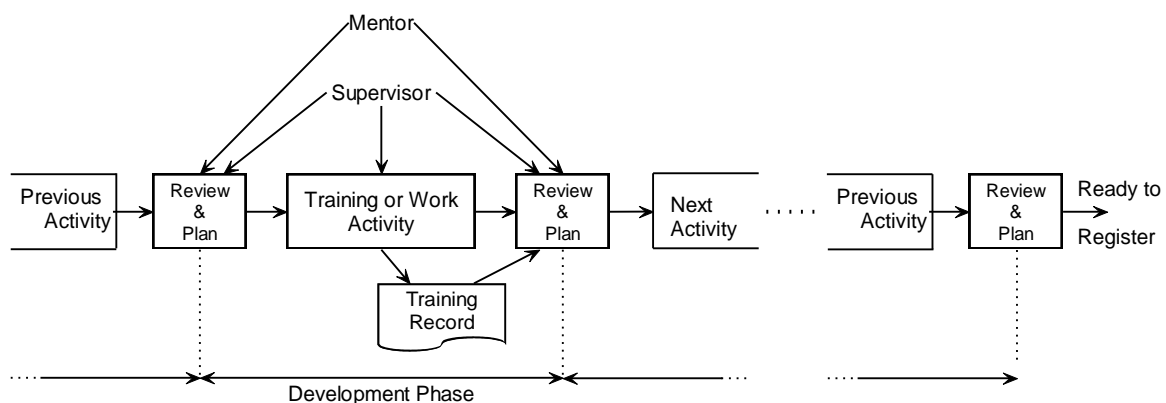 Mentor
Supervisor
Previous
Activity
Review
&
Plan
Training or Work
Activity
Review
&
Plan
Next
Activity
Previous
Activity
Review
&
Plan
Ready to
Register
Training
Record
Development Phase